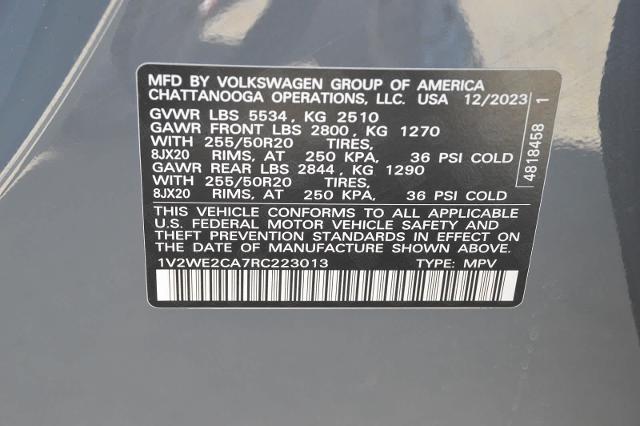 MFD BY VOLKSWAGEN GROUP OF AMERICA
CHATTANOOGA OPERATIONS, LLC. USA 12/2023
GVWR LBS 5534, KG 2510
GAWR FRONT LBS 2800, KG 1270
WITH 255/50R20 TIRES,
8JX20 RIMS, AT 250 KPA, 36 PSI COLD
GAWR REAR LBS 2844, KG 1290
WITH 255/50R20 TIRES,
8JX20 RIMS, AT 250 KPA, 36 PSI COLD
THIS VEHICLE CONFORMS TO ALL APPLICABLE
U.S. FEDERAL MOTOR VEHICLE SAFETY AND
THEFT PREVENTION STANDARDS IN EFFECT ON
THE DATE OF MANUFACTURE SHOWN ABOVE.
1V2WE2CA7RC223013 TYPE: MPV
4818458 1